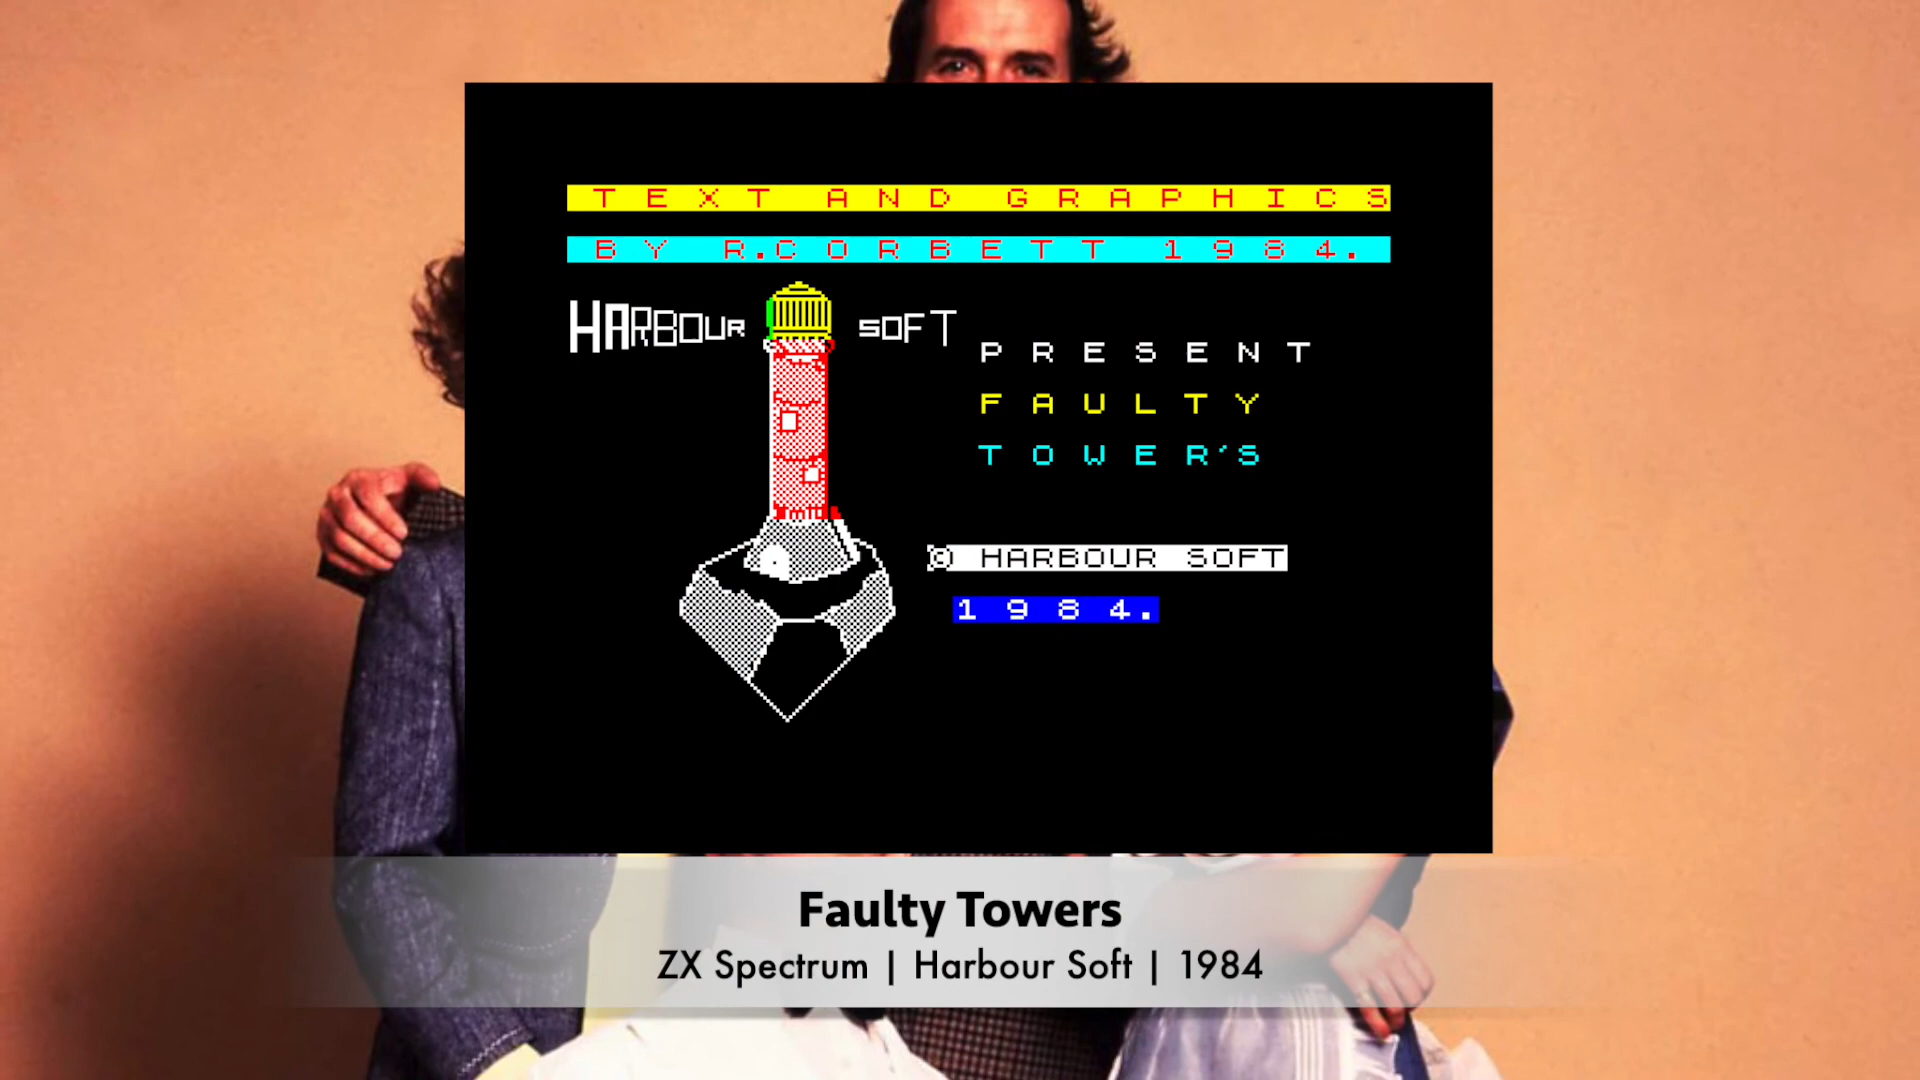 TEXT AND GRAPHICS
BY R.CORBETT 1984.
HARBOUR SOFT
PRESENT
FAULTY
TOWER'S
© HARBOUR SOFT
1984.
Faulty Towers
ZX Spectrum | Harbour Soft | 1984